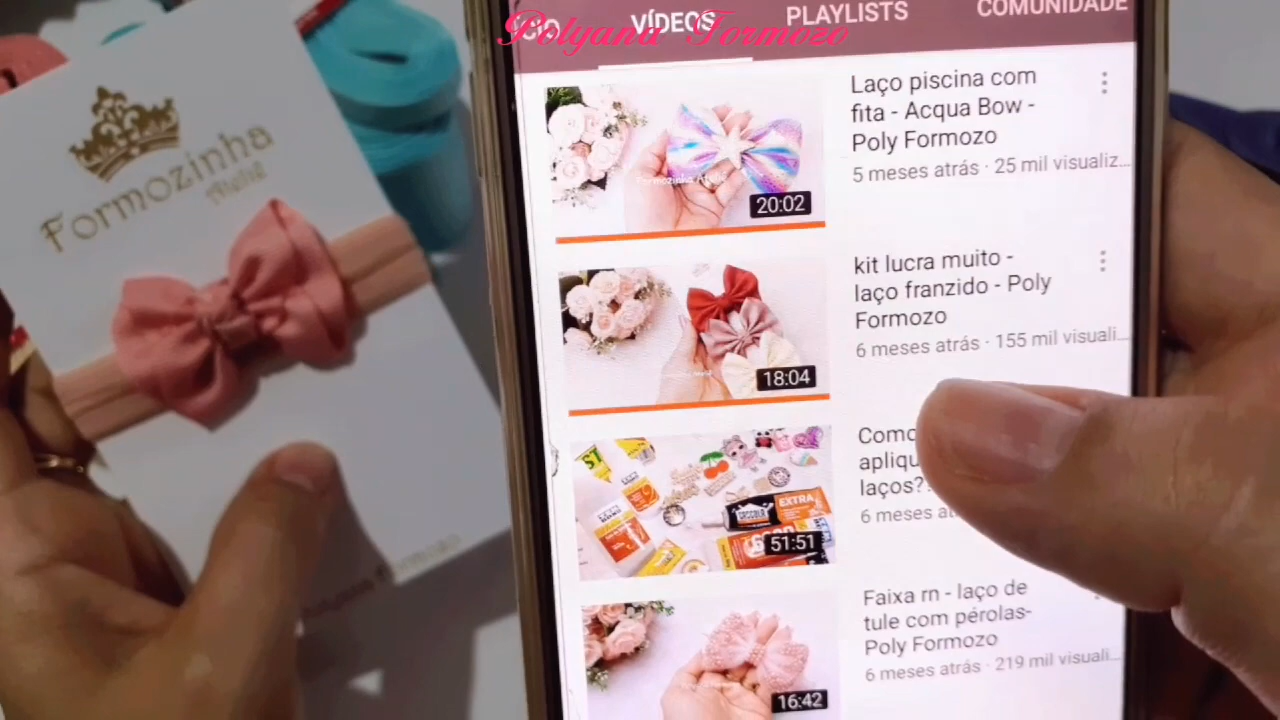 Polyana Formozo
VÍDEOS
PLAYLISTS
COMUNIDADE
Formozinha
Ateliê
Laço piscina com
fita - Acqua Bow -
Poly Formozo
5 meses atrás · 25 mil visualiz...
20:02
kit lucra muito -
laço franzido - Poly
Formozo
6 meses atrás · 155 mil visuali...
18:04
apliqu
laços?
6 meses
51:51
EXTRA
Faixa rn - laço de
tule com pérolas-
Poly Formozo
6 meses atrás · 219 mil visuali...
16:42